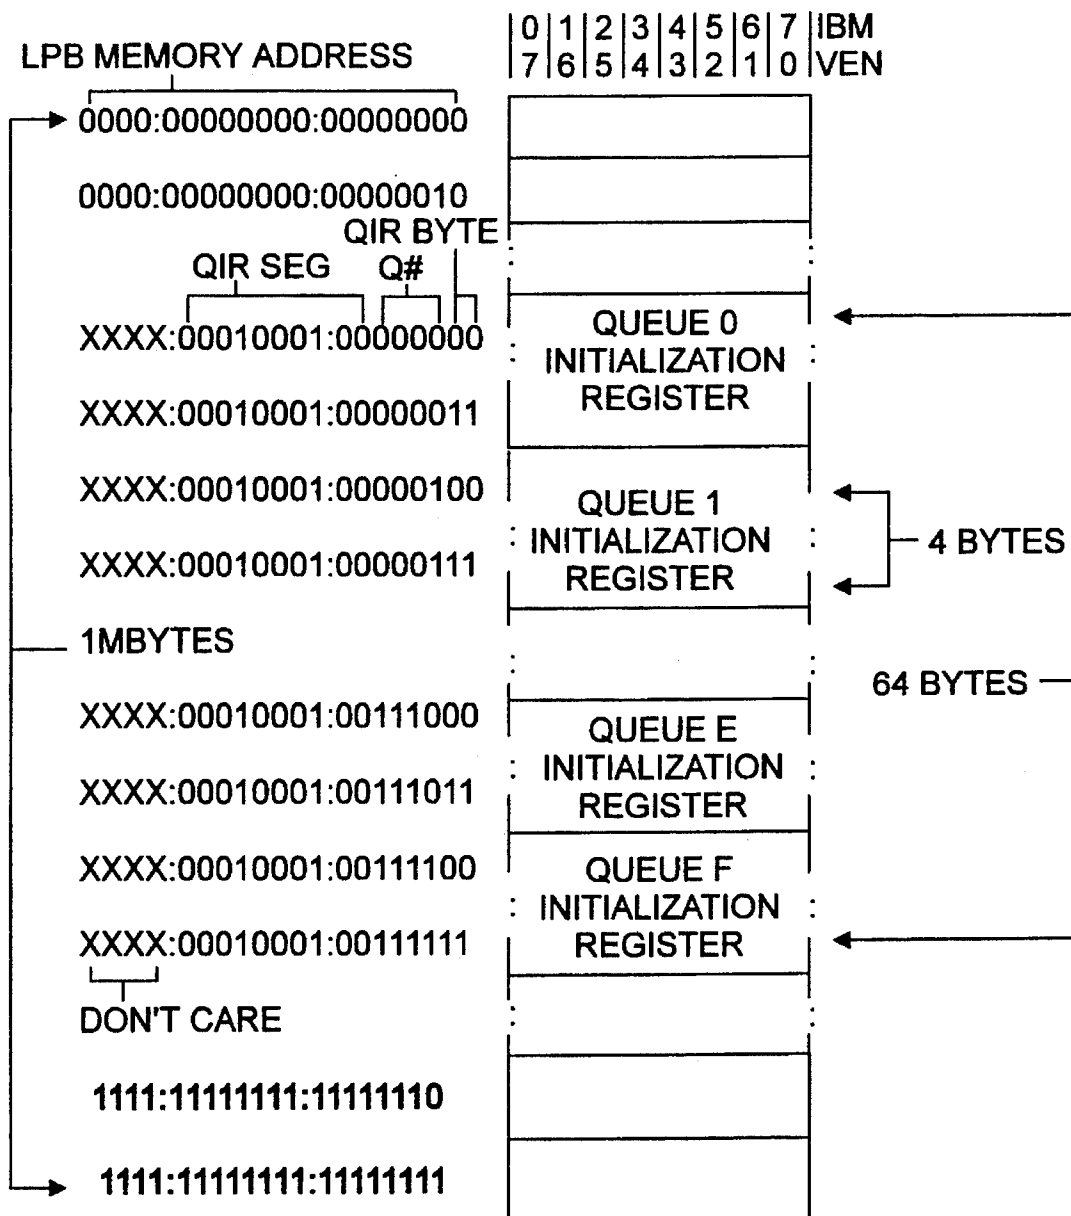 0|1|2|3|4|5|6|7|IBM
LPB MEMORY ADDRESS
7|6|5|4|3|2|1|0|VEN
0000:00000000:00000000
0000:00000000:00000010
QIR BYTE
QIR SEG Q#
XXXX:00010001:00000000
QUEUE 0
INITIALIZATION
REGISTER
XXXX:00010001:00000011
XXXX:00010001:00000100
QUEUE 1
INITIALIZATION
REGISTER
4 BYTES
XXXX:00010001:00000111
1MBYTES
64 BYTES
XXXX:00010001:00111000
QUEUE E
INITIALIZATION
REGISTER
XXXX:00010001:00111011
XXXX:00010001:00111100
QUEUE F
INITIALIZATION
REGISTER
XXXX:00010001:00111111
DON'T CARE
1111:11111111:11111110
1111:11111111:11111111